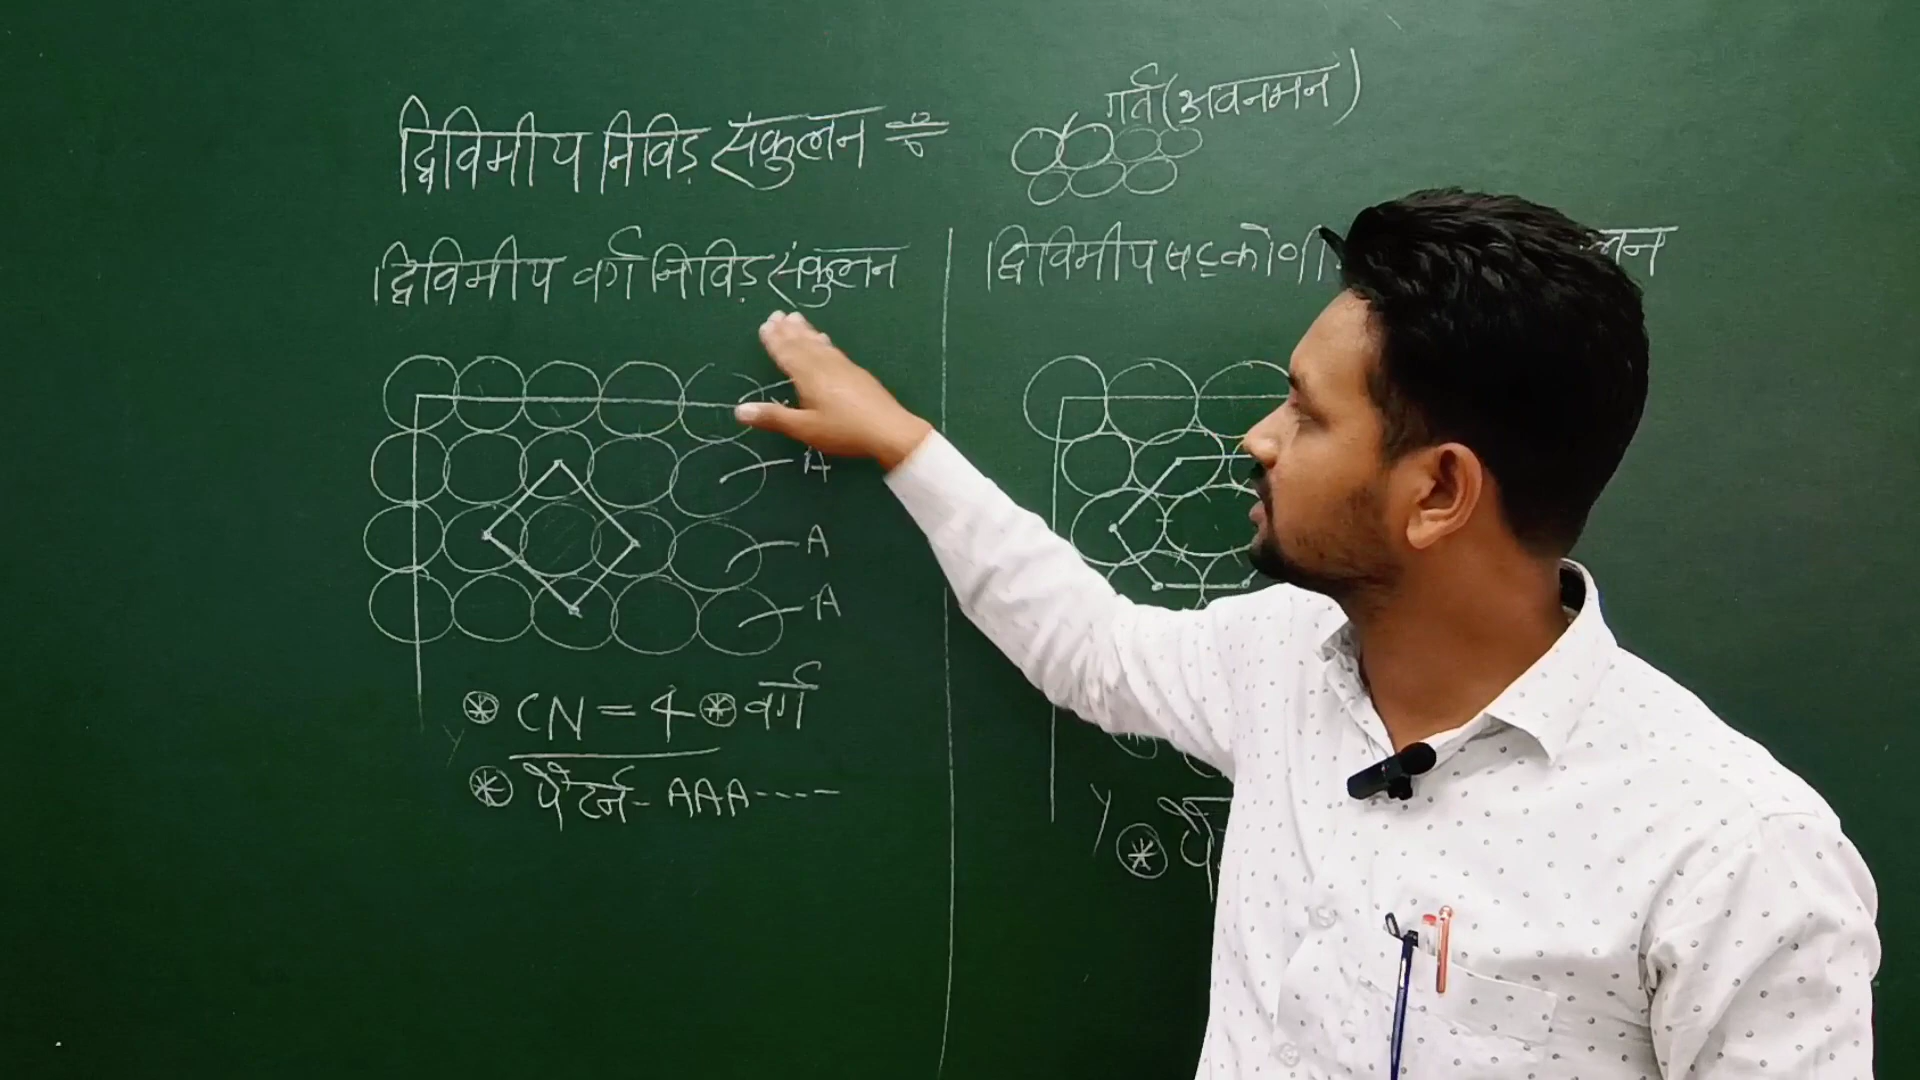 गर्त (अवनमन)
द्विविमीय निविड़ संकुलन ÷
द्विविमीय वर्ग निविड़ संकुलन
द्विविमीय षट्कोणी
A
A
A
CN = 4 वर्ग
पैटर्न - AAA----
Y